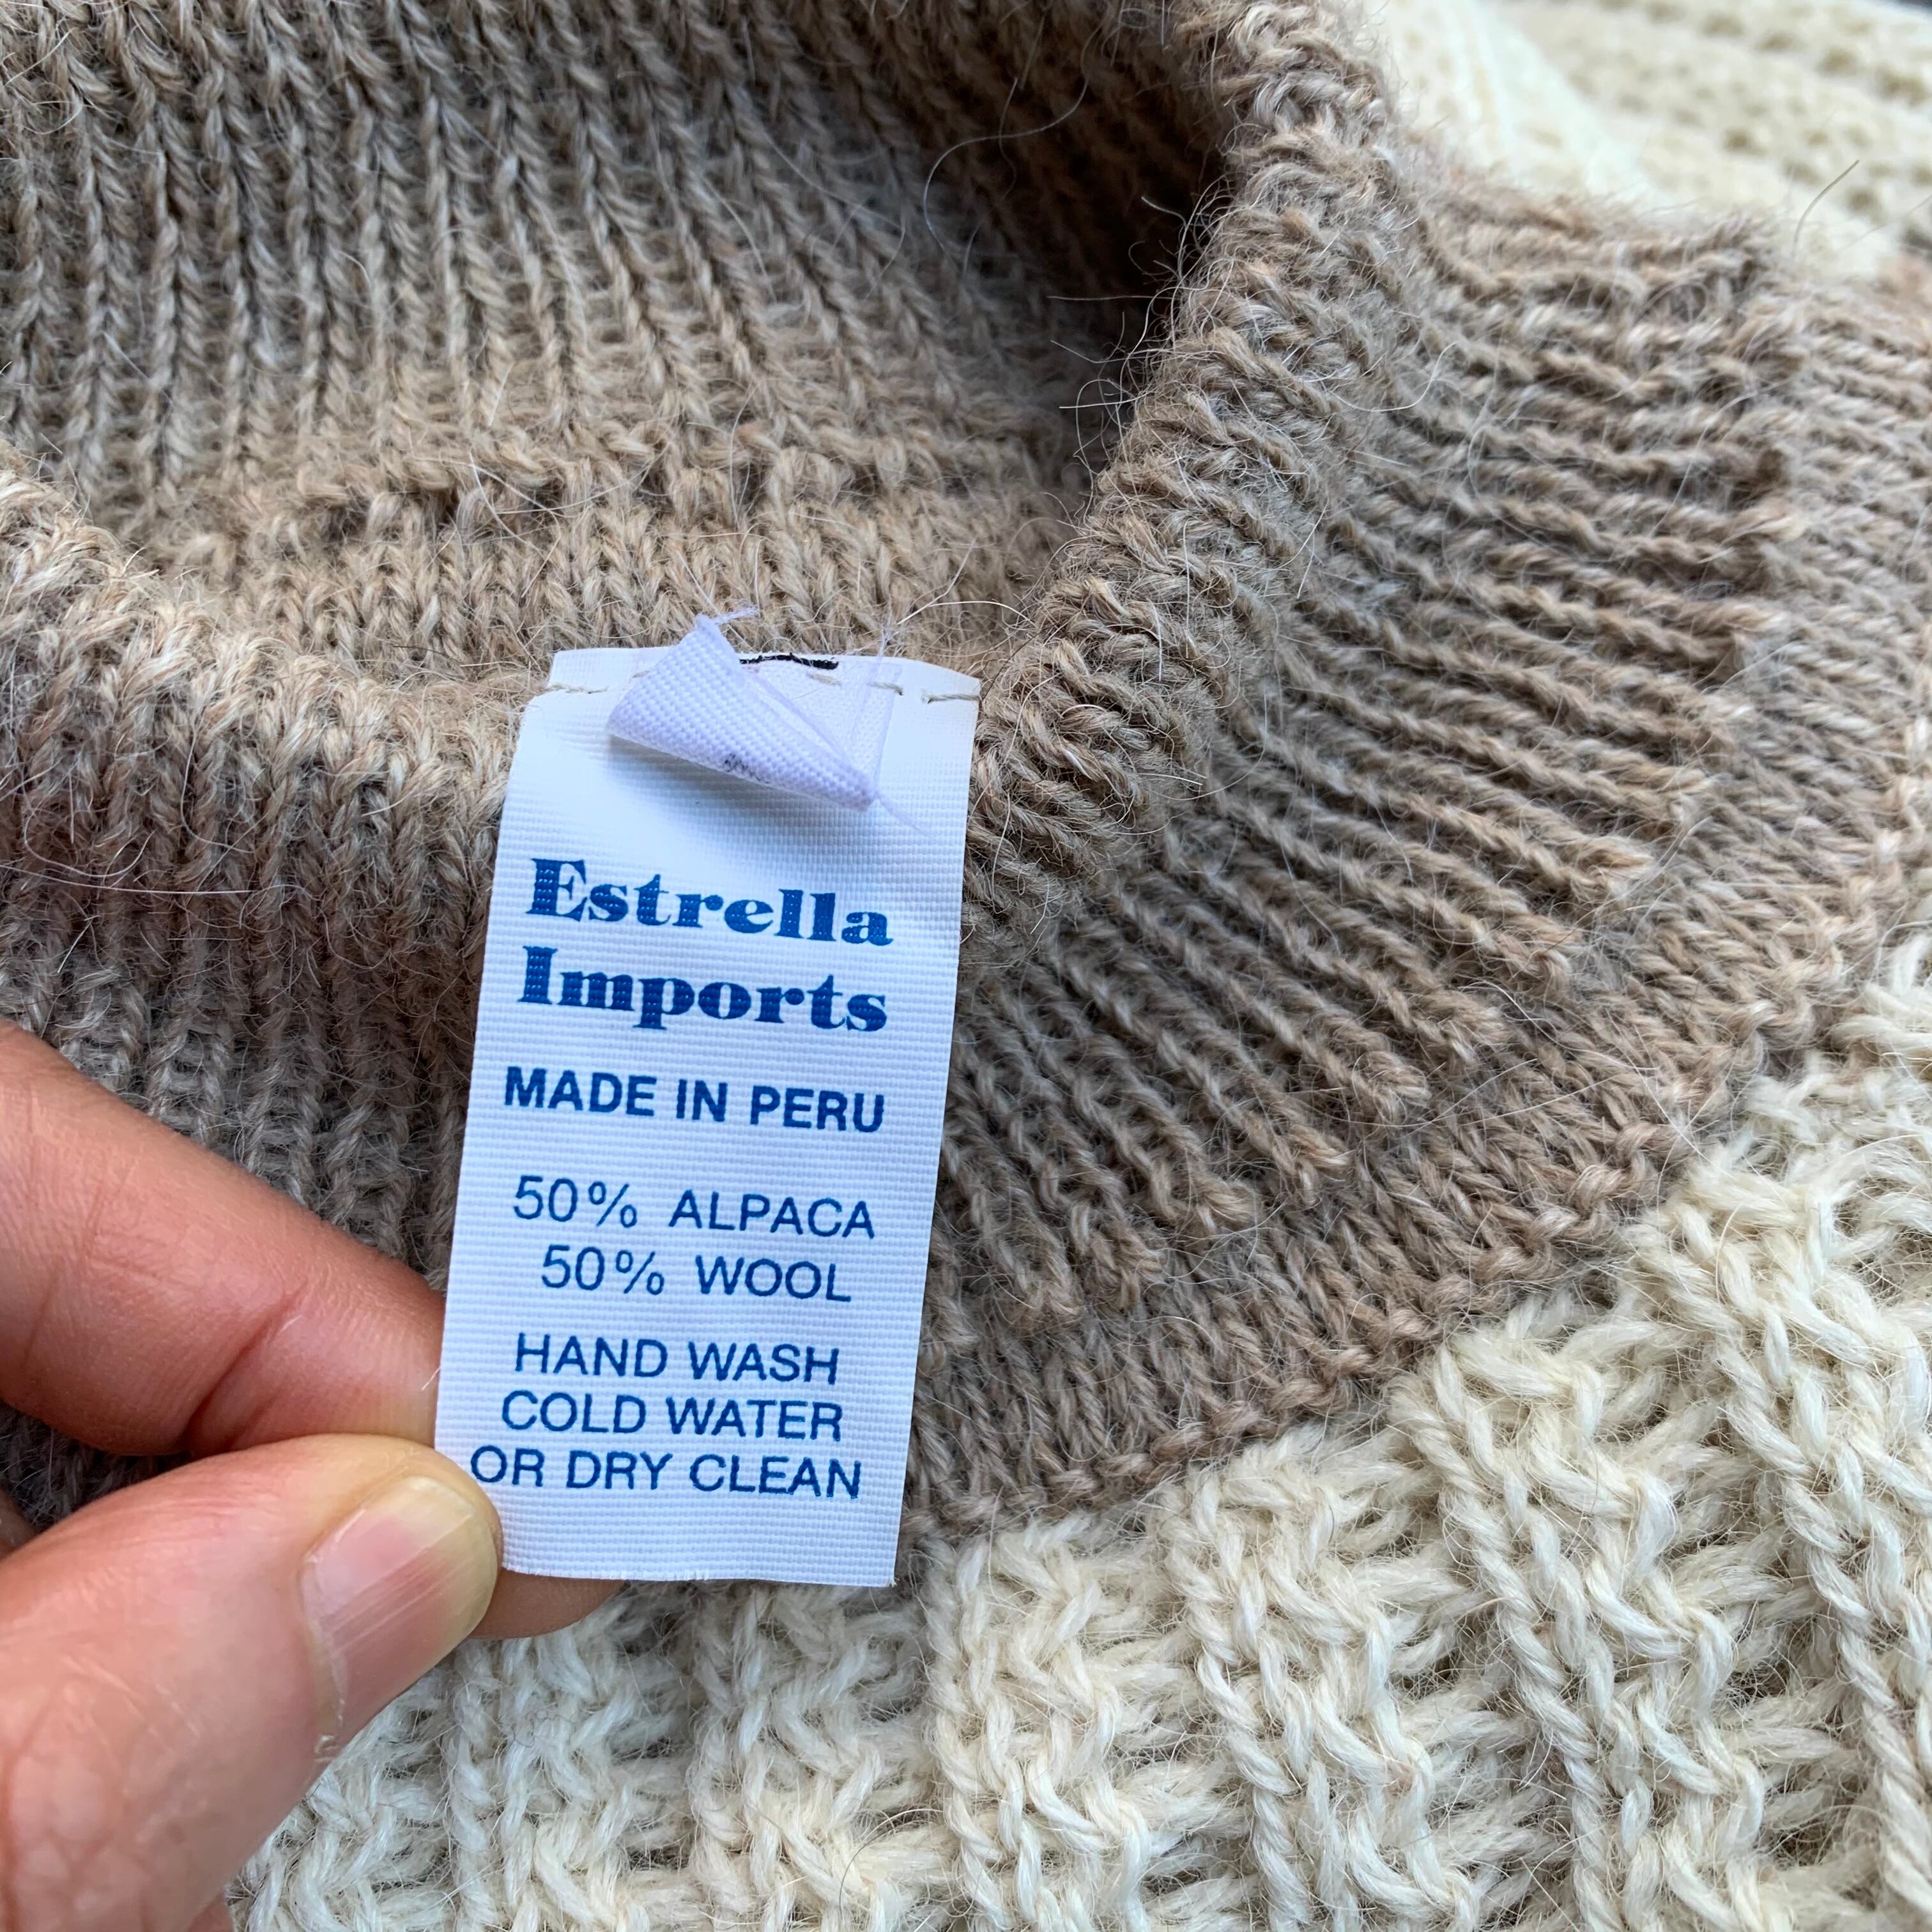 Estrella
Imports
MADE IN PERU
50% ALPACA
50% WOOL
HAND WASH
COLD WATER
OR DRY CLEAN